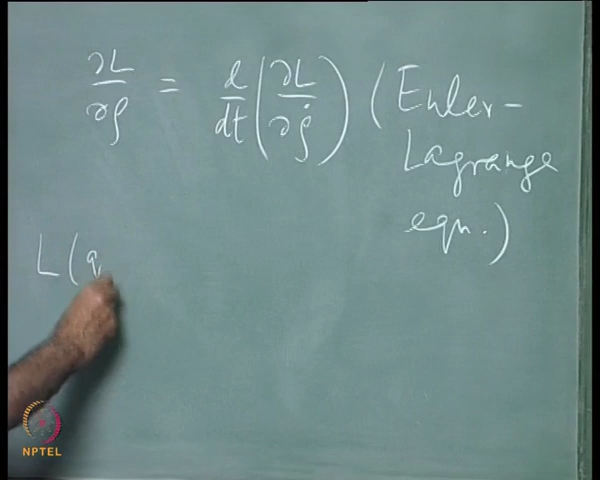 ∂L/∂ρ = d/dt (∂L/∂ρ̇) (Euler-
Lagrange
eqn.)
L(q
NPTEL